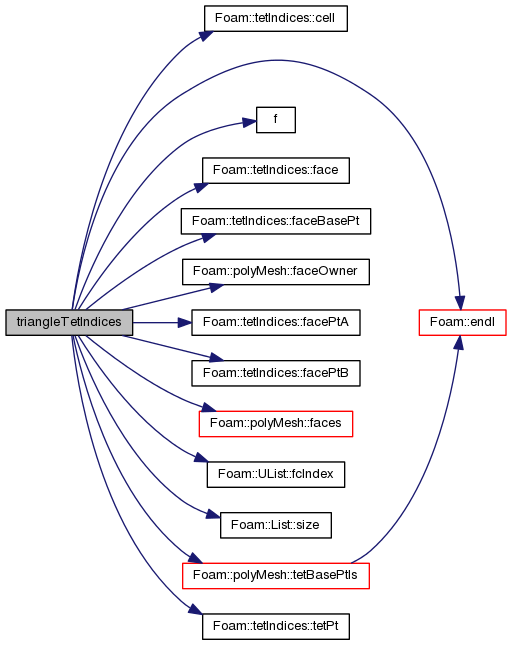 Foam::tetIndices::cell
f
Foam::tetIndices::face
Foam::tetIndices::faceBasePt
Foam::polyMesh::faceOwner
triangleTetIndices
Foam::tetIndices::facePtA
Foam::endl
Foam::tetIndices::facePtB
Foam::polyMesh::faces
Foam::UList::fcIndex
Foam::List::size
Foam::polyMesh::tetBasePtIs
Foam::tetIndices::tetPt